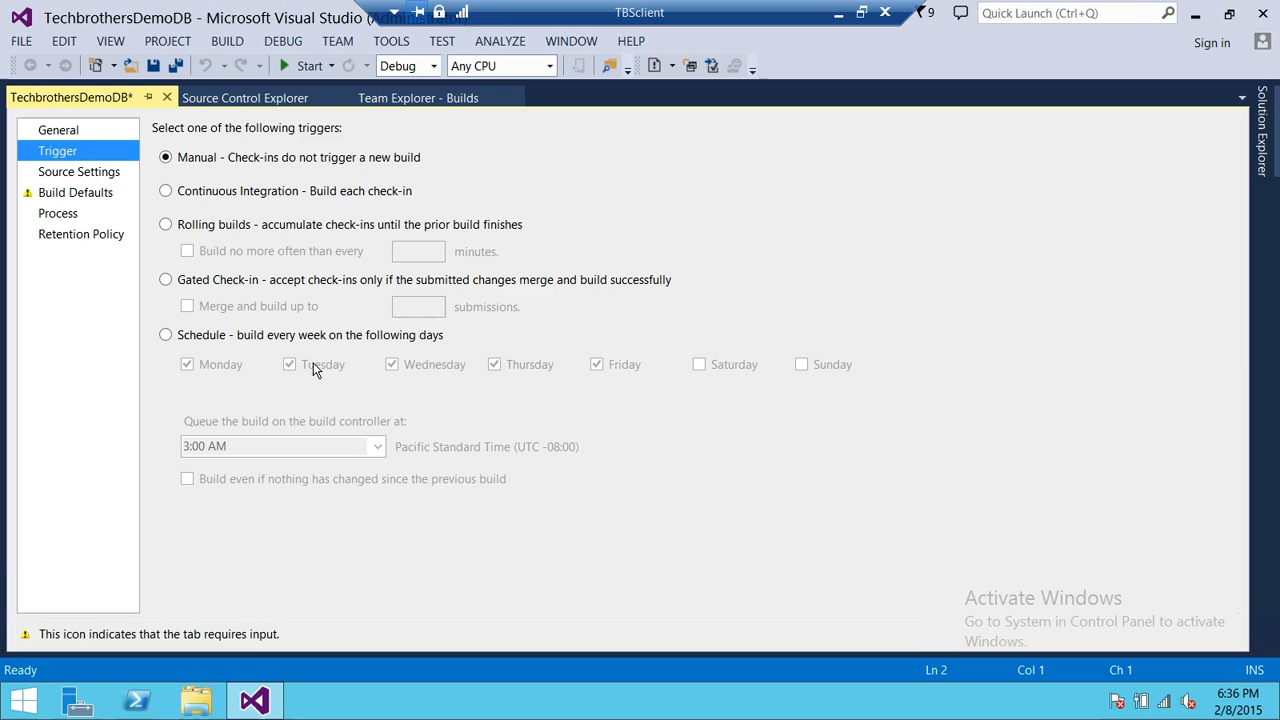 TechbrothersDemoDB - Microsoft Visual Studio (Administrator)
TBSclient
9
Quick Launch (Ctrl+Q)
FILE EDIT VIEW PROJECT BUILD DEBUG TEAM TOOLS TEST ANALYZE WINDOW HELP
Sign in
Start Debug Any CPU
TechbrothersDemoDB* Source Control Explorer Team Explorer - Builds
Solution Explorer
General
Trigger
Source Settings
Build Defaults
Process
Retention Policy
Select one of the following triggers:
Manual - Check-ins do not trigger a new build
Continuous Integration - Build each check-in
Rolling builds - accumulate check-ins until the prior build finishes
Build no more often than every minutes.
Gated Check-in - accept check-ins only if the submitted changes merge and build successfully
Merge and build up to submissions.
Schedule - build every week on the following days
Monday Tuesday Wednesday Thursday Friday Saturday Sunday
Queue the build on the build controller at:
3:00 AM Pacific Standard Time (UTC -08:00)
Build even if nothing has changed since the previous build
Activate Windows
Go to System in Control Panel to activate
Windows.
This icon indicates that the tab requires input.
Ready Ln 2 Col 1 Ch 1 INS
6:36 PM
2/8/2015